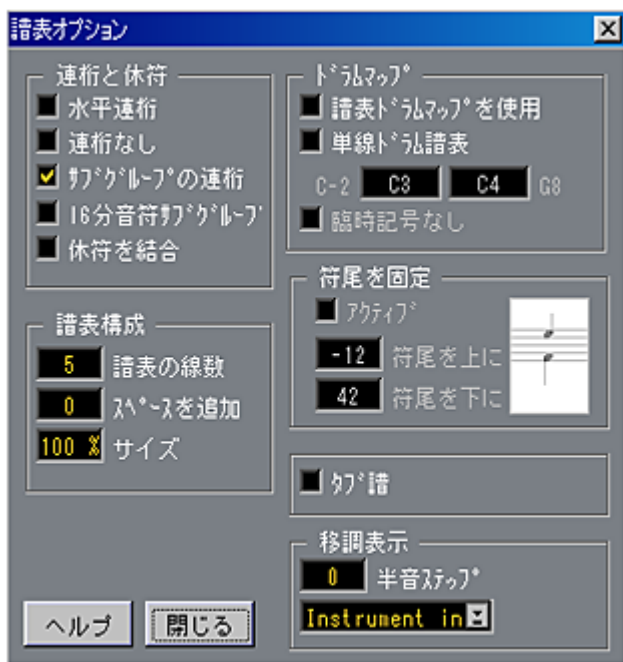 譜表オプション
連桁と休符
水平連桁
連桁なし
ｻﾌﾞｸﾞﾙｰﾌﾟの連桁
16分音符ｻﾌﾞｸﾞﾙｰﾌﾟ
休符を結合
譜表構成
5 譜表の線数
0 ｽﾍﾟｰｽを追加
100 % サイズ
ﾄﾞﾗﾑﾏｯﾌﾟ
譜表ﾄﾞﾗﾑﾏｯﾌﾟを使用
単線ﾄﾞﾗﾑ譜表
C-2 C3 C4 G8
臨時記号なし
符尾を固定
ｱｸﾃｨﾌﾞ
-12 符尾を上に
42 符尾を下に
ﾀﾌﾞ譜
移調表示
0 半音ｽﾃｯﾌﾟ
Instrument in
ヘルプ 閉じる